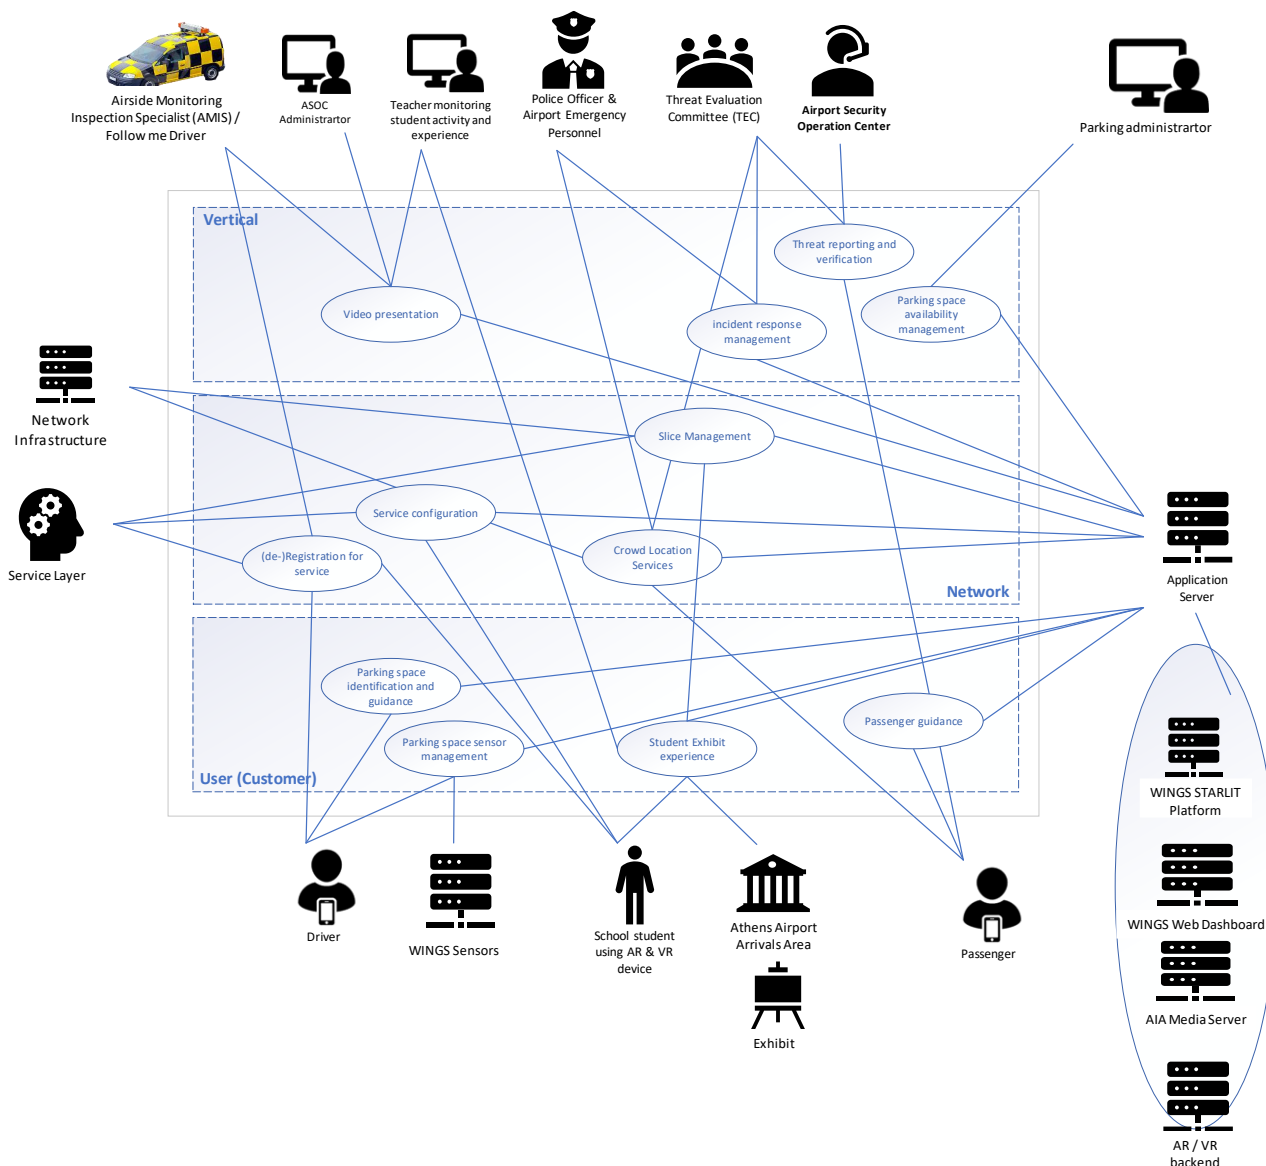 Airside Monitoring
Inspection Specialist (AMIS) /
Follow me Driver
ASOC
Administrartor
Teacher monitoring
student activity and
experience
Police Officer &
Airport Emergency
Personnel
Threat Evaluation
Committee (TEC)
Airport Security
Operation Center
Parking administrartor
Vertical
Threat reporting and
verification
Video presentation
incident response
management
Parking space
availability
management
Network
Infrastructure
Slice Management
Service configuration
Service Layer
(de-)Registration for
service
Crowd Location
Services
Network
Application
Server
Parking space
identification and
guidance
Parking space sensor
management
Student Exhibit
experience
Passenger guidance
User (Customer)
WINGS STARLIT
Platform
Driver
WINGS Sensors
School student
using AR & VR
device
Athens Airport
Arrivals Area
Exhibit
Passenger
WINGS Web Dashboard
AIA Media Server
AR / VR
backend